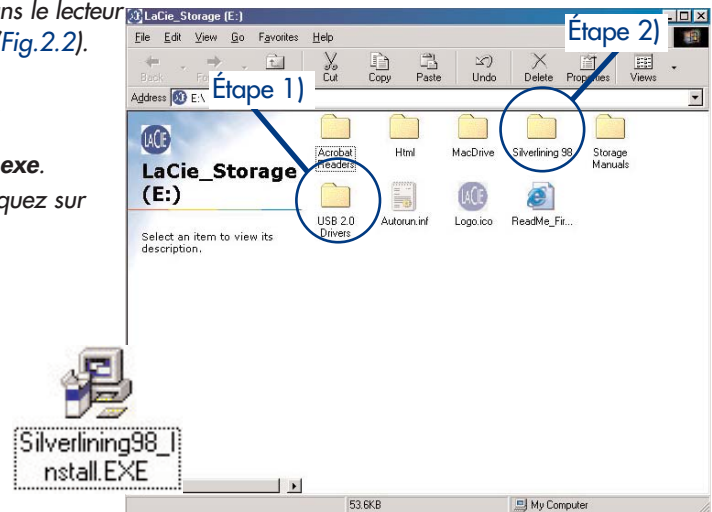 ns le lecteur
Fig.2.2).
exe.
quez sur
LaCie_Storage (E:)
File Edit View Go Favorites Help
Étape 2)
Back Cut Copy Paste Undo Delete Properties Views
Étape 1)
Address E:\
LACIE
LaCie_Storage
(E:)
Select an item to view its
description.
Acrobat
Readers
Html
MacDrive
Silverlining 98
Storage
Manuals
USB 2.0
Drivers
Autorun.inf
LACIE
Logo.ico
ReadMe_Fir...
Silverlining98_I
nstall.EXE
53.6KB
My Computer